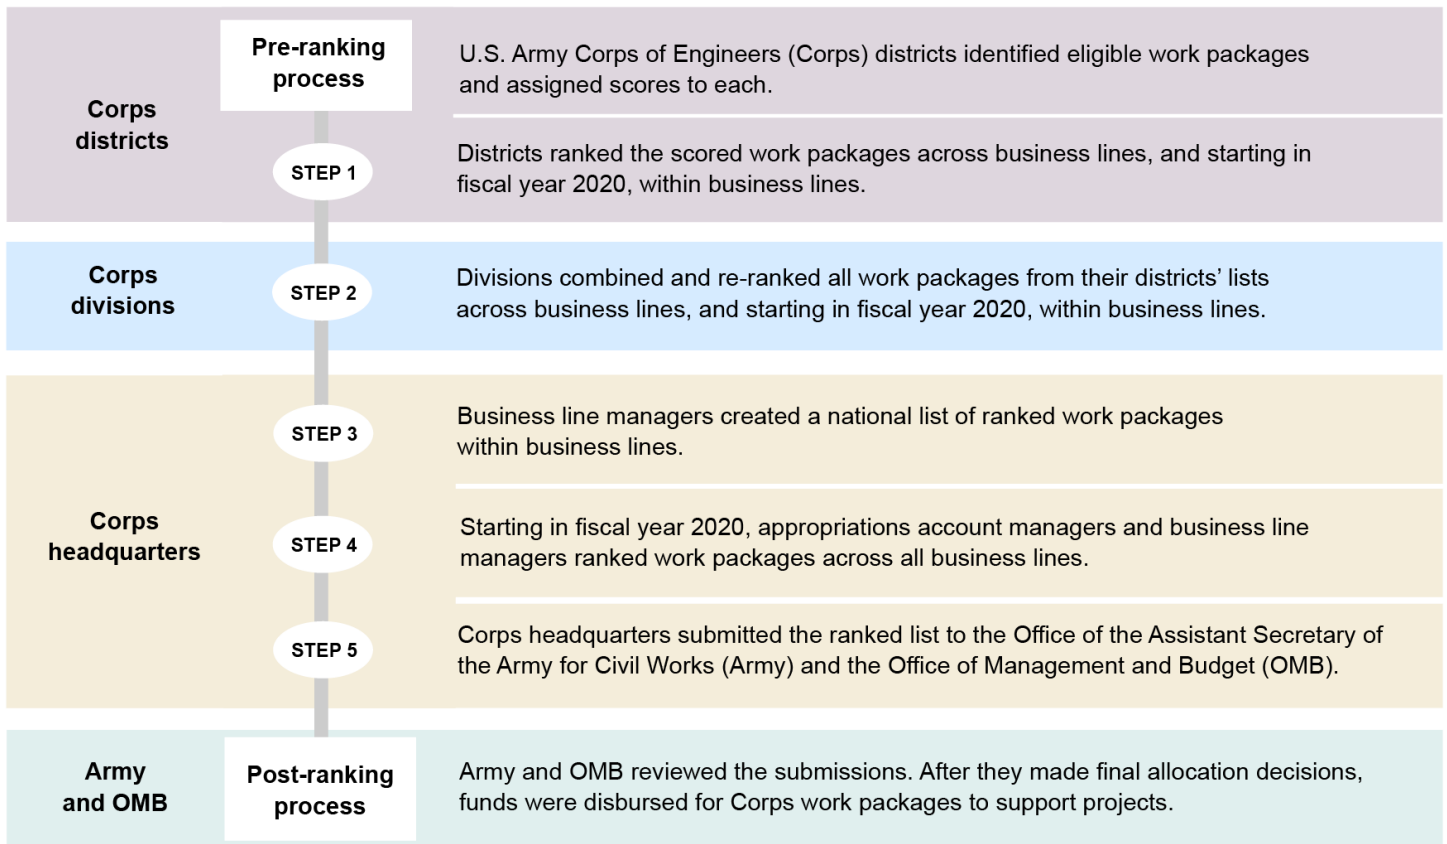 Corps
districts
Pre-ranking
process
U.S. Army Corps of Engineers (Corps) districts identified eligible work packages
and assigned scores to each.
STEP 1
Districts ranked the scored work packages across business lines, and starting in
fiscal year 2020, within business lines.
Corps
divisions
STEP 2
Divisions combined and re-ranked all work packages from their districts’ lists
across business lines, and starting in fiscal year 2020, within business lines.
Corps
headquarters
STEP 3
Business line managers created a national list of ranked work packages
within business lines.
STEP 4
Starting in fiscal year 2020, appropriations account managers and business line
managers ranked work packages across all business lines.
STEP 5
Corps headquarters submitted the ranked list to the Office of the Assistant Secretary of
the Army for Civil Works (Army) and the Office of Management and Budget (OMB).
Army
and OMB
Post-ranking
process
Army and OMB reviewed the submissions. After they made final allocation decisions,
funds were disbursed for Corps work packages to support projects.